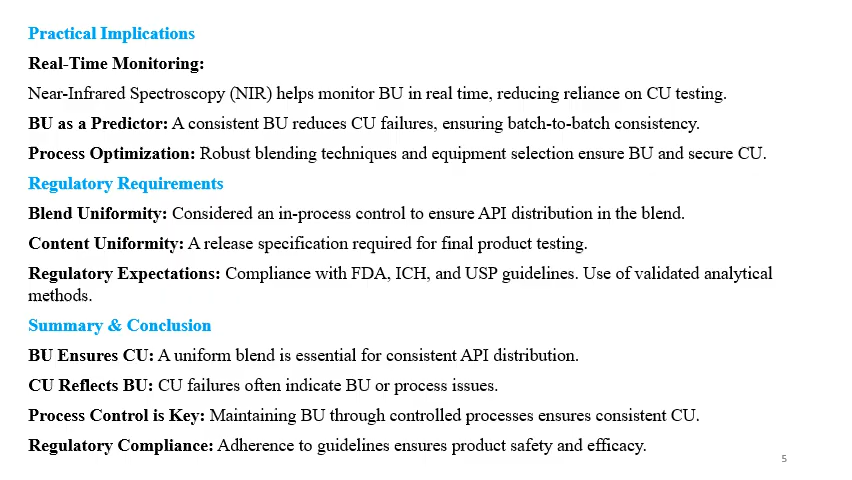 Practical Implications
Real-Time Monitoring:
Near-Infrared Spectroscopy (NIR) helps monitor BU in real time, reducing reliance on CU testing.
BU as a Predictor: A consistent BU reduces CU failures, ensuring batch-to-batch consistency.
Process Optimization: Robust blending techniques and equipment selection ensure BU and secure CU.
Regulatory Requirements
Blend Uniformity: Considered an in-process control to ensure API distribution in the blend.
Content Uniformity: A release specification required for final product testing.
Regulatory Expectations: Compliance with FDA, ICH, and USP guidelines. Use of validated analytical
methods.
Summary & Conclusion
BU Ensures CU: A uniform blend is essential for consistent API distribution.
CU Reflects BU: CU failures often indicate BU or process issues.
Process Control is Key: Maintaining BU through controlled processes ensures consistent CU.
Regulatory Compliance: Adherence to guidelines ensures product safety and efficacy.
5